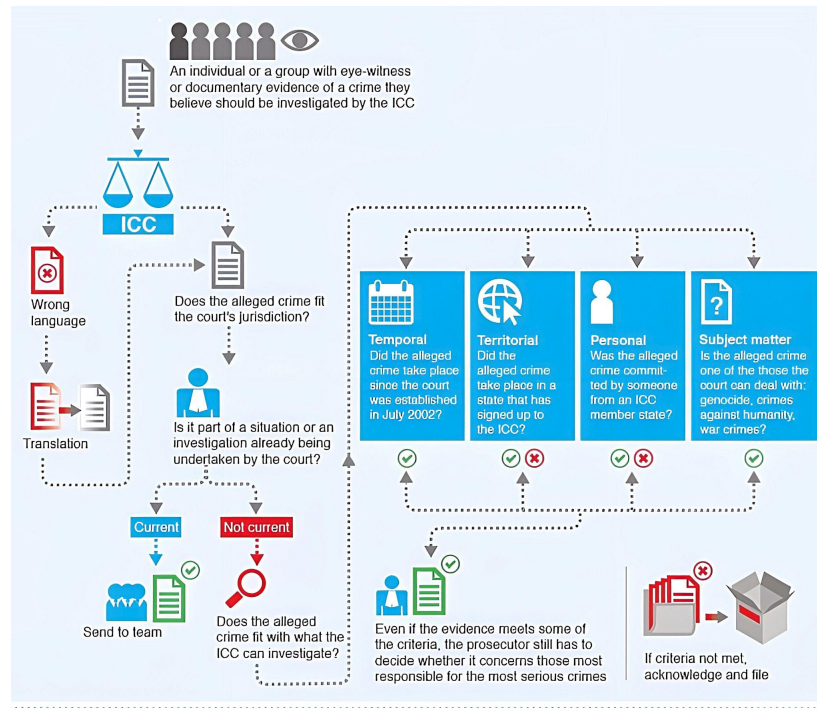 An individual or a group with eye-witness
or documentary evidence of a crime they
believe should be investigated by the ICC
ICC
Wrong
language
Translation
Does the alleged crime fit
the court's jurisdiction?
Is it part of a situation or an
investigation already being
undertaken by the court?
Current
Not current
Send to team
Does the alleged
crime fit with what the
ICC can investigate?
Temporal
Did the alleged
crime take place
since the court
was established
in July 2002?
Territorial
Did the
alleged crime
take place in a
state that has
signed up to
the ICC?
Personal
Was the alleged
crime commit-
ted by someone
from an ICC
member state?
?
Subject matter
Is the alleged crime
one of the those the
court can deal with:
genocide, crimes
against humanity,
war crimes?
Even if the evidence meets some of
the criteria, the prosecutor still has to
decide whether it concerns those most
responsible for the most serious crimes
If criteria not met,
acknowledge and file